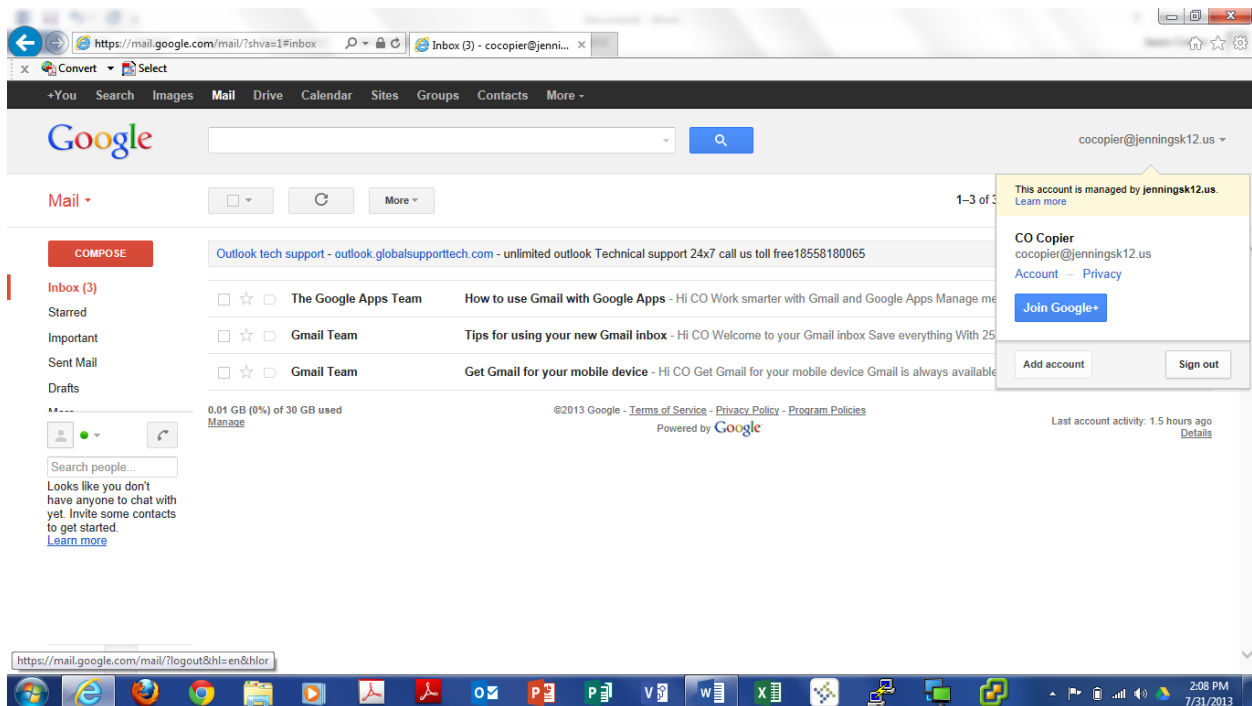 https://mail.google.com/mail/?shva=1#inbox
Inbox (3) - cocopier@jenni...
x Convert Select
+You Search Images Mail Drive Calendar Sites Groups Contacts More
Google
cocopier@jenningsk12.us
Mail
More
1–3 of 3
This account is managed by jenningsk12.us.
Learn more
CO Copier
cocopier@jenningsk12.us
Account – Privacy
Join Google+
Add account Sign out
COMPOSE
Inbox (3)
Starred
Important
Sent Mail
Drafts
Outlook tech support - outlook.globalsupporttech.com - unlimited outlook Technical support 24x7 call us toll free18558180065
The Google Apps Team How to use Gmail with Google Apps - Hi CO Work smarter with Gmail and Google Apps Manage me
Gmail Team Tips for using your new Gmail inbox - Hi CO Welcome to your Gmail inbox Save everything With 25
Gmail Team Get Gmail for your mobile device - Hi CO Get Gmail for your mobile device Gmail is always available
0.01 GB (0%) of 30 GB used
Manage
©2013 Google - Terms of Service - Privacy Policy - Program Policies
Powered by Google
Last account activity: 1.5 hours ago
Details
Search people...
Looks like you don't
have anyone to chat with
yet. Invite some contacts
to get started.
Learn more
https://mail.google.com/mail/?logout&hl=en&hlor
2:08 PM
7/31/2013